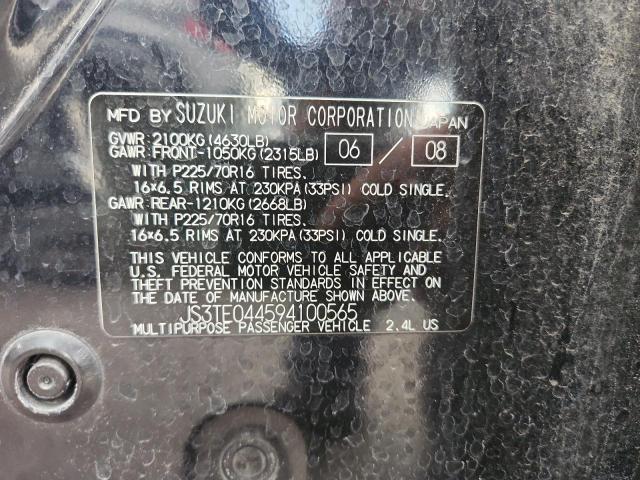 MFD BY SUZUKI MOTOR CORPORATION JAPAN
GVWR:2100KG(4630LB)
GAWR:FRONT-1050KG(2315LB) 06 / 08
WITH P225/70R16 TIRES.
16×6.5 RIMS AT 230KPA(33PSI) COLD SINGLE.
GAWR:REAR-1210KG(2668LB)
WITH P225/70R16 TIRES.
16×6.5 RIMS AT 230KPA(33PSI) COLD SINGLE.
THIS VEHICLE CONFORMS TO ALL APPLICABLE
U.S. FEDERAL MOTOR VEHICLE SAFETY AND
THEFT PREVENTION STANDARDS IN EFFECT ON
THE DATE OF MANUFACTURE SHOWN ABOVE.
JS3TE044594100565
MULTIPURPOSE PASSENGER VEHICLE 2.4L US